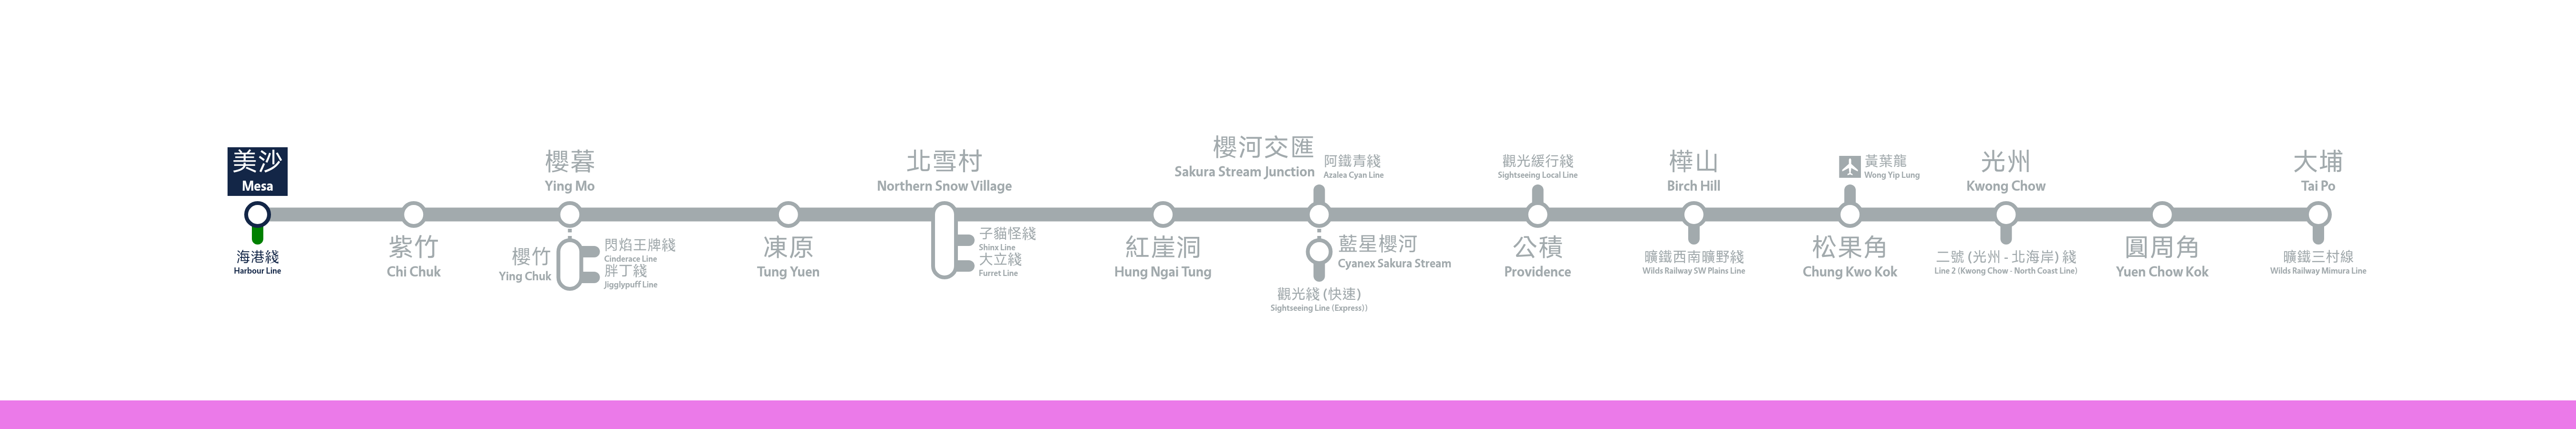 美沙
Mesa
海港綫
Harbour Line
紫竹
Chi Chuk
櫻暮
Ying Mo
櫻竹
Ying Chuk
閃焰王牌綫
Cinderace Line
胖丁綫
Jigglypuff Line
凍原
Tung Yuen
北雪村
Northern Snow Village
子貓怪綫
Shinx Line
大立綫
Furret Line
紅崖洞
Hung Ngai Tung
櫻河交匯
Sakura Stream Junction
阿鐵青綫
Azalea Cyan Line
藍星櫻河
Cyanex Sakura Stream
觀光綫 (快速)
Sightseeing Line (Express))
觀光緩行綫
Sightseeing Local Line
公積
Providence
樺山
Birch Hill
曠鐵西南曠野綫
Wilds Railway SW Plains Line
黃葉龍
Wong Yip Lung
松果角
Chung Kwo Kok
光州
Kwong Chow
二號 (光州 - 北海岸) 綫
Line 2 (Kwong Chow - North Coast Line)
圓周角
Yuen Chow Kok
大埔
Tai Po
曠鐵三村線
Wilds Railway Mimura Line